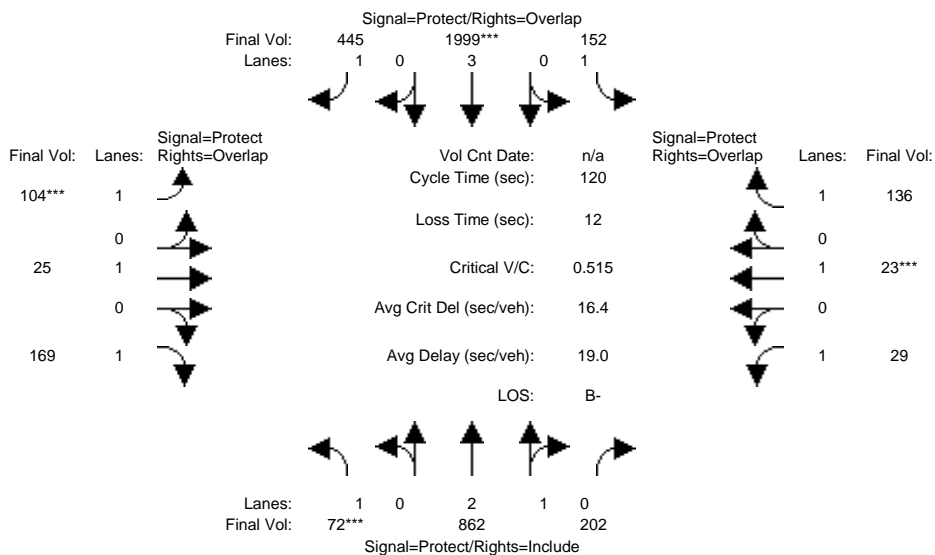 Signal=Protect/Rights=Overlap
Final Vol: 445 1999*** 152
Lanes: 1 0 3 0 1
Signal=Protect Signal=Protect
Final Vol: Lanes: Rights=Overlap Vol Cnt Date: n/a Rights=Overlap Lanes: Final Vol:
Cycle Time (sec): 120
104*** 1 1 136
Loss Time (sec): 12
0 0
25 1 Critical V/C: 0.515 1 23***
0 Avg Crit Del (sec/veh): 16.4 0
169 1 Avg Delay (sec/veh): 19.0 1 29
LOS: B-
Lanes: 1 0 2 1 0
Final Vol: 72*** 862 202
Signal=Protect/Rights=Include